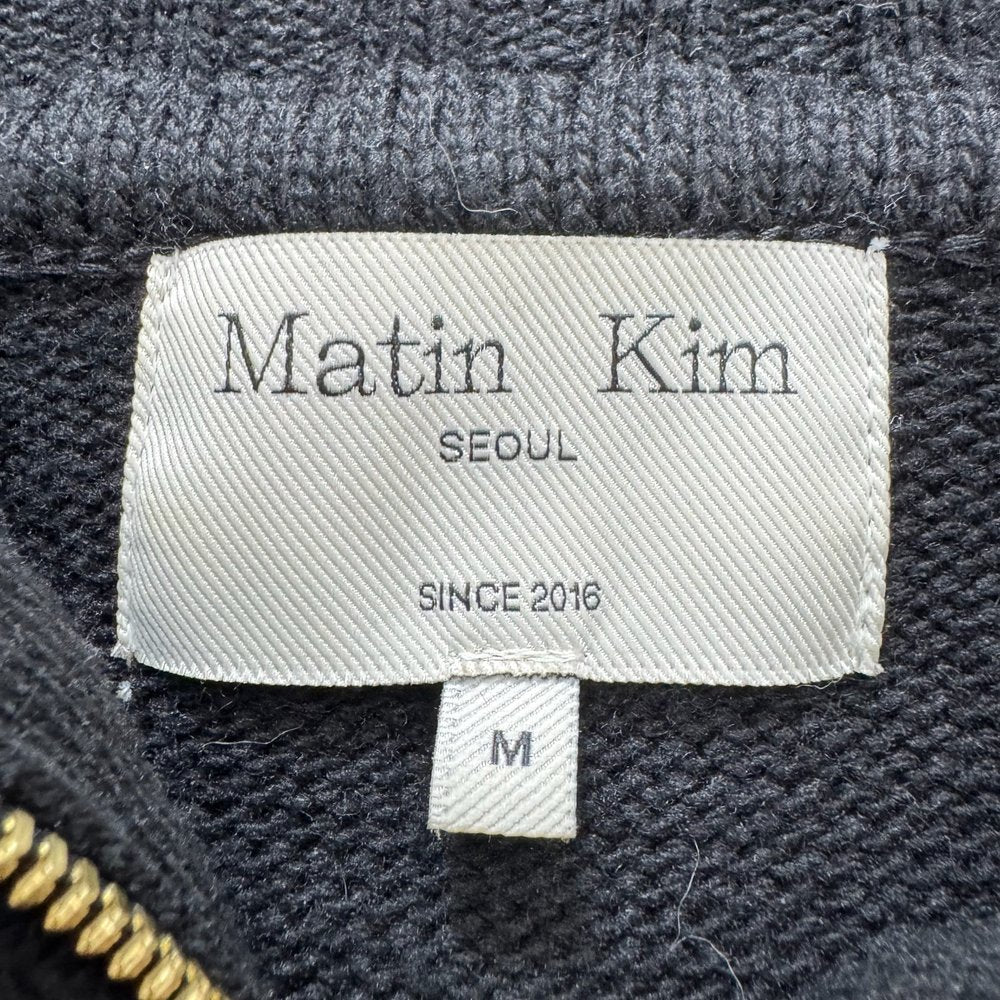 Matin Kim
SEOUL
SINCE 2016
M